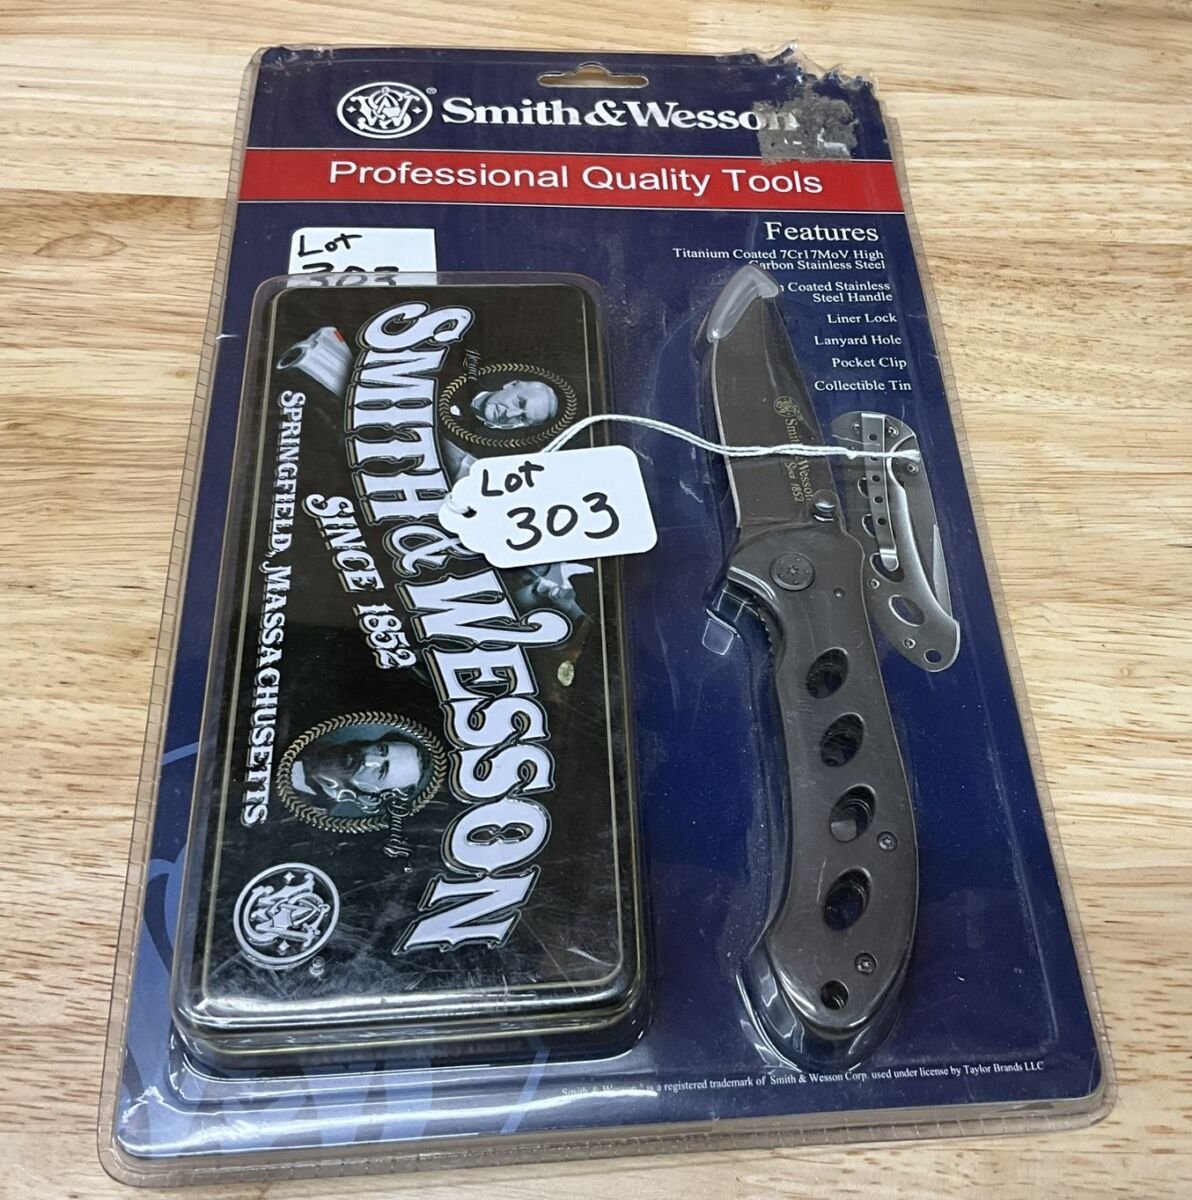 Smith & Wesson
Professional Quality Tools
Features
Titanium Coated 7Cr17MoV High
Carbon Stainless Steel
Coated Stainless
Steel Handle
Liner Lock
Lanyard Hole
Pocket Clip
Collectible Tin
Lot
303
SMITH & WESSON
SINCE 1852
SPRINGFIELD, MASSACHUSETTS
Lot
303
Smith & Wesson
Since 1852
Smith & Wesson® is a registered trademark of Smith & Wesson Corp. used under license by Taylor Brands LLC